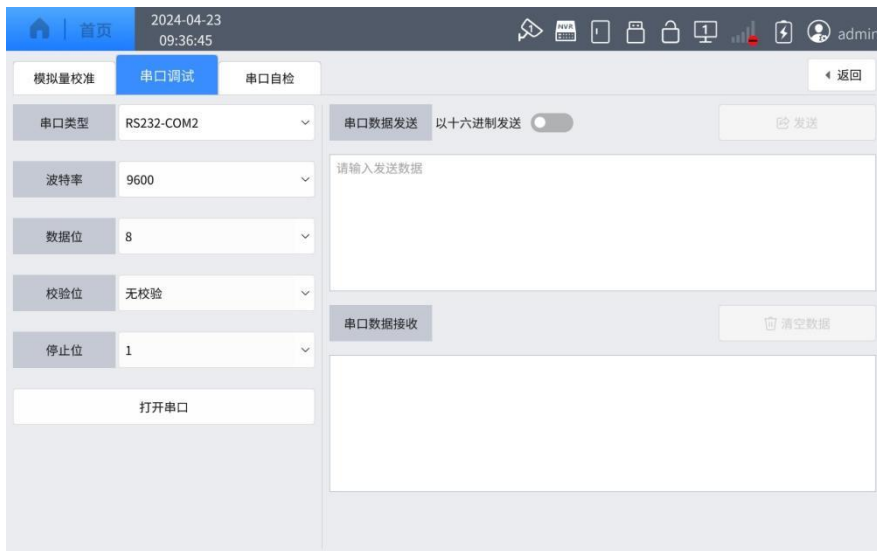 首页
2024-04-23
09:36:45
NVR
1
admin
模拟量校准
串口调试
串口自检
返回
串口类型
RS232-COM2
串口数据发送
以十六进制发送
发送
波特率
9600
请输入发送数据
数据位
8
校验位
无校验
串口数据接收
清空数据
停止位
1
打开串口